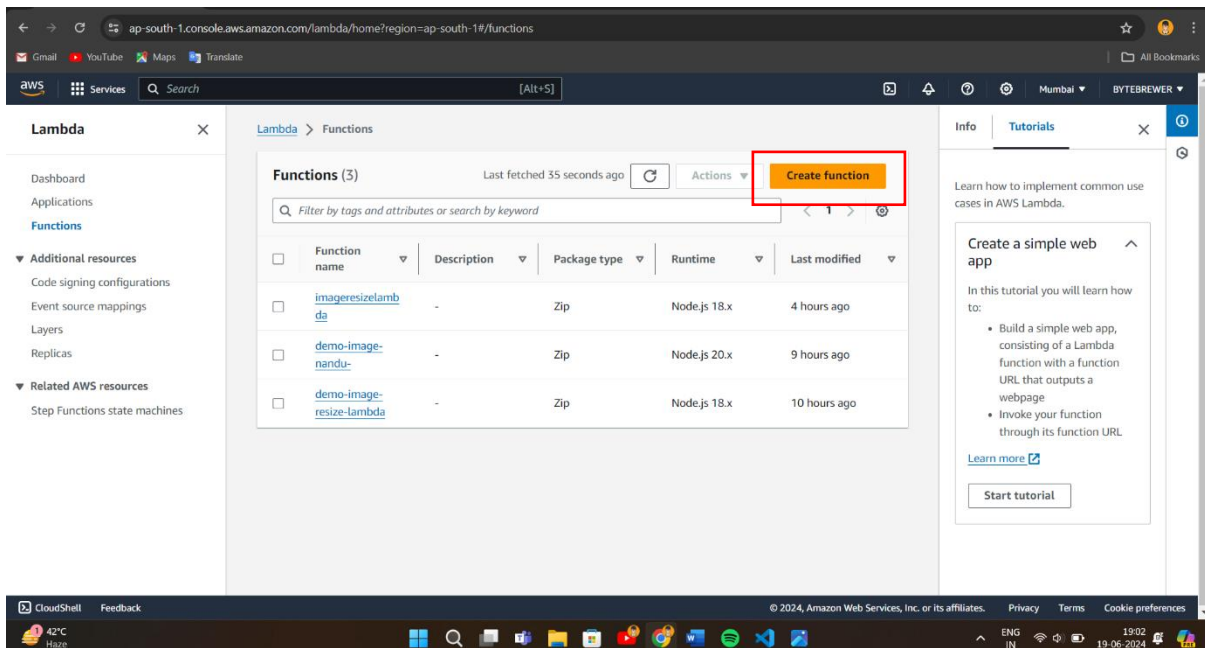 ap-south-1.console.aws.amazon.com/lambda/home?region=ap-south-1#/functions
Gmail YouTube Maps Translate All Bookmarks
aws Services Search [Alt+S] Mumbai ▼ BYTEBREWER ▼
Lambda
Dashboard
Applications
Functions
▼ Additional resources
Code signing configurations
Event source mappings
Layers
Replicas
▼ Related AWS resources
Step Functions state machines
Lambda > Functions
Functions (3) Last fetched 35 seconds ago Actions ▼ Create function
Filter by tags and attributes or search by keyword < 1 >
Function
name Description Package type Runtime Last modified
imageresizelamb
da - Zip Node.js 18.x 4 hours ago
demo-image-
nandu- - Zip Node.js 20.x 9 hours ago
demo-image-
resize-lambda - Zip Node.js 18.x 10 hours ago
Info Tutorials
Learn how to implement common use
cases in AWS Lambda.
Create a simple web
app
In this tutorial you will learn how
to:
• Build a simple web app,
consisting of a Lambda
function with a function
URL that outputs a
webpage
• Invoke your function
through its function URL
Learn more
Start tutorial
CloudShell Feedback © 2024, Amazon Web Services, Inc. or its affiliates. Privacy Terms Cookie preferences
1 42°C
Haze
ENG
IN
19:02
19-06-2024